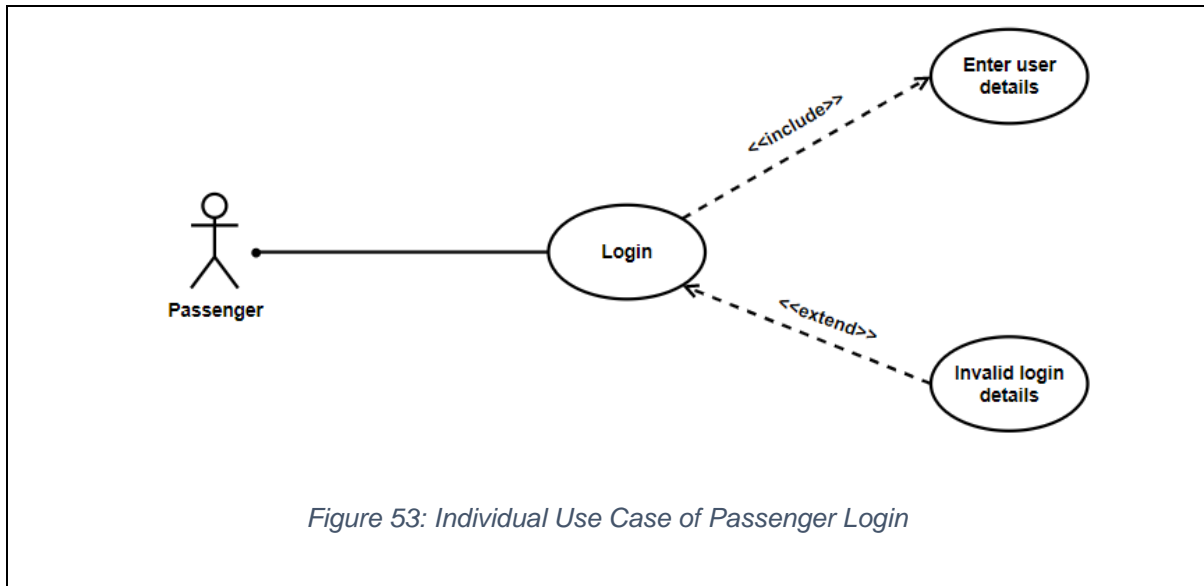 Enter user
details
<<include>>
Login
Passenger
<<extend>>
Invalid login
details
Figure 53: Individual Use Case of Passenger Login